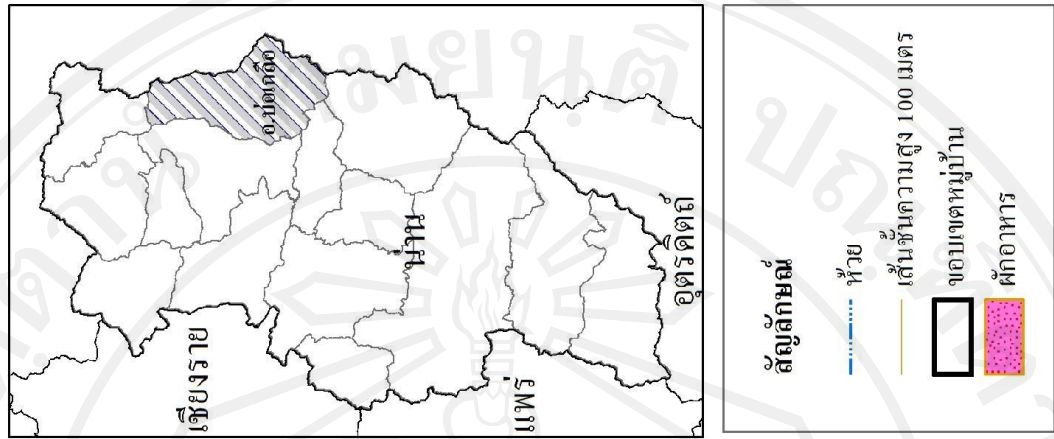 อ.บ่อเกลือ
เชียงราย
น่าน
แพร่
อุตรดิตถ์
สัญลักษณ์
ห้วย
เส้นชั้นความสูง 100 เมตร
ขอบเขตหมู่บ้าน
ผักอาหาร